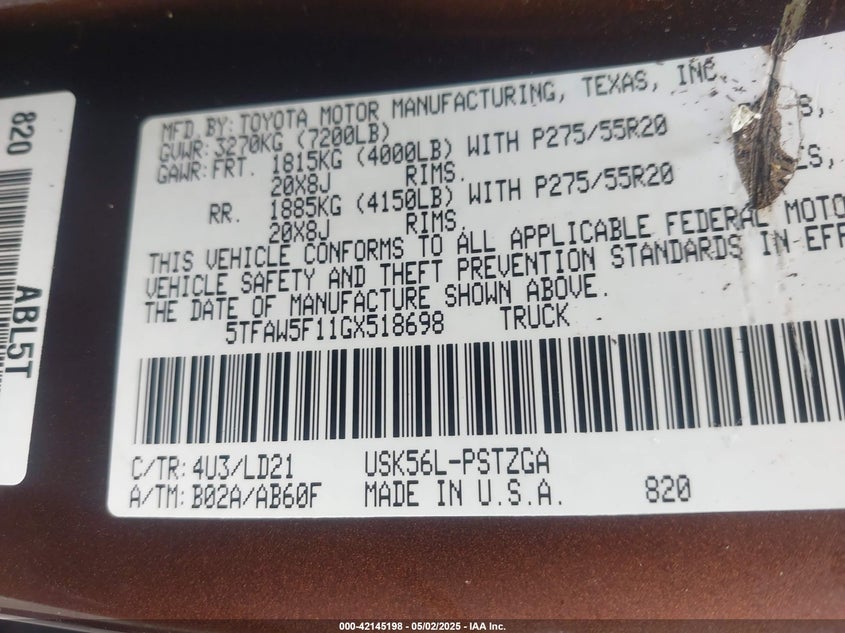 MFD. BY: TOYOTA MOTOR MANUFACTURING, TEXAS, INC.
GVWR: 3270KG (7200LB)
GAWR: FRT. 1815KG (4000LB) WITH P275/55R20
20X8J RIMS.
RR. 1885KG (4150LB) WITH P275/55R20
20X8J RIMS.
THIS VEHICLE CONFORMS TO ALL APPLICABLE FEDERAL MOTO
VEHICLE SAFETY AND THEFT PREVENTION STANDARDS IN EFF
THE DATE OF MANUFACTURE SHOWN ABOVE.
5TFAW5F11GX518698 TRUCK
C/TR: 4U3/LD21 USK56L-PSTZGA
A/TM: B02A/AB60F MADE IN U.S.A. 820
820
ABL5T
000-42145198 - 05/02/2025 - IAA Inc.